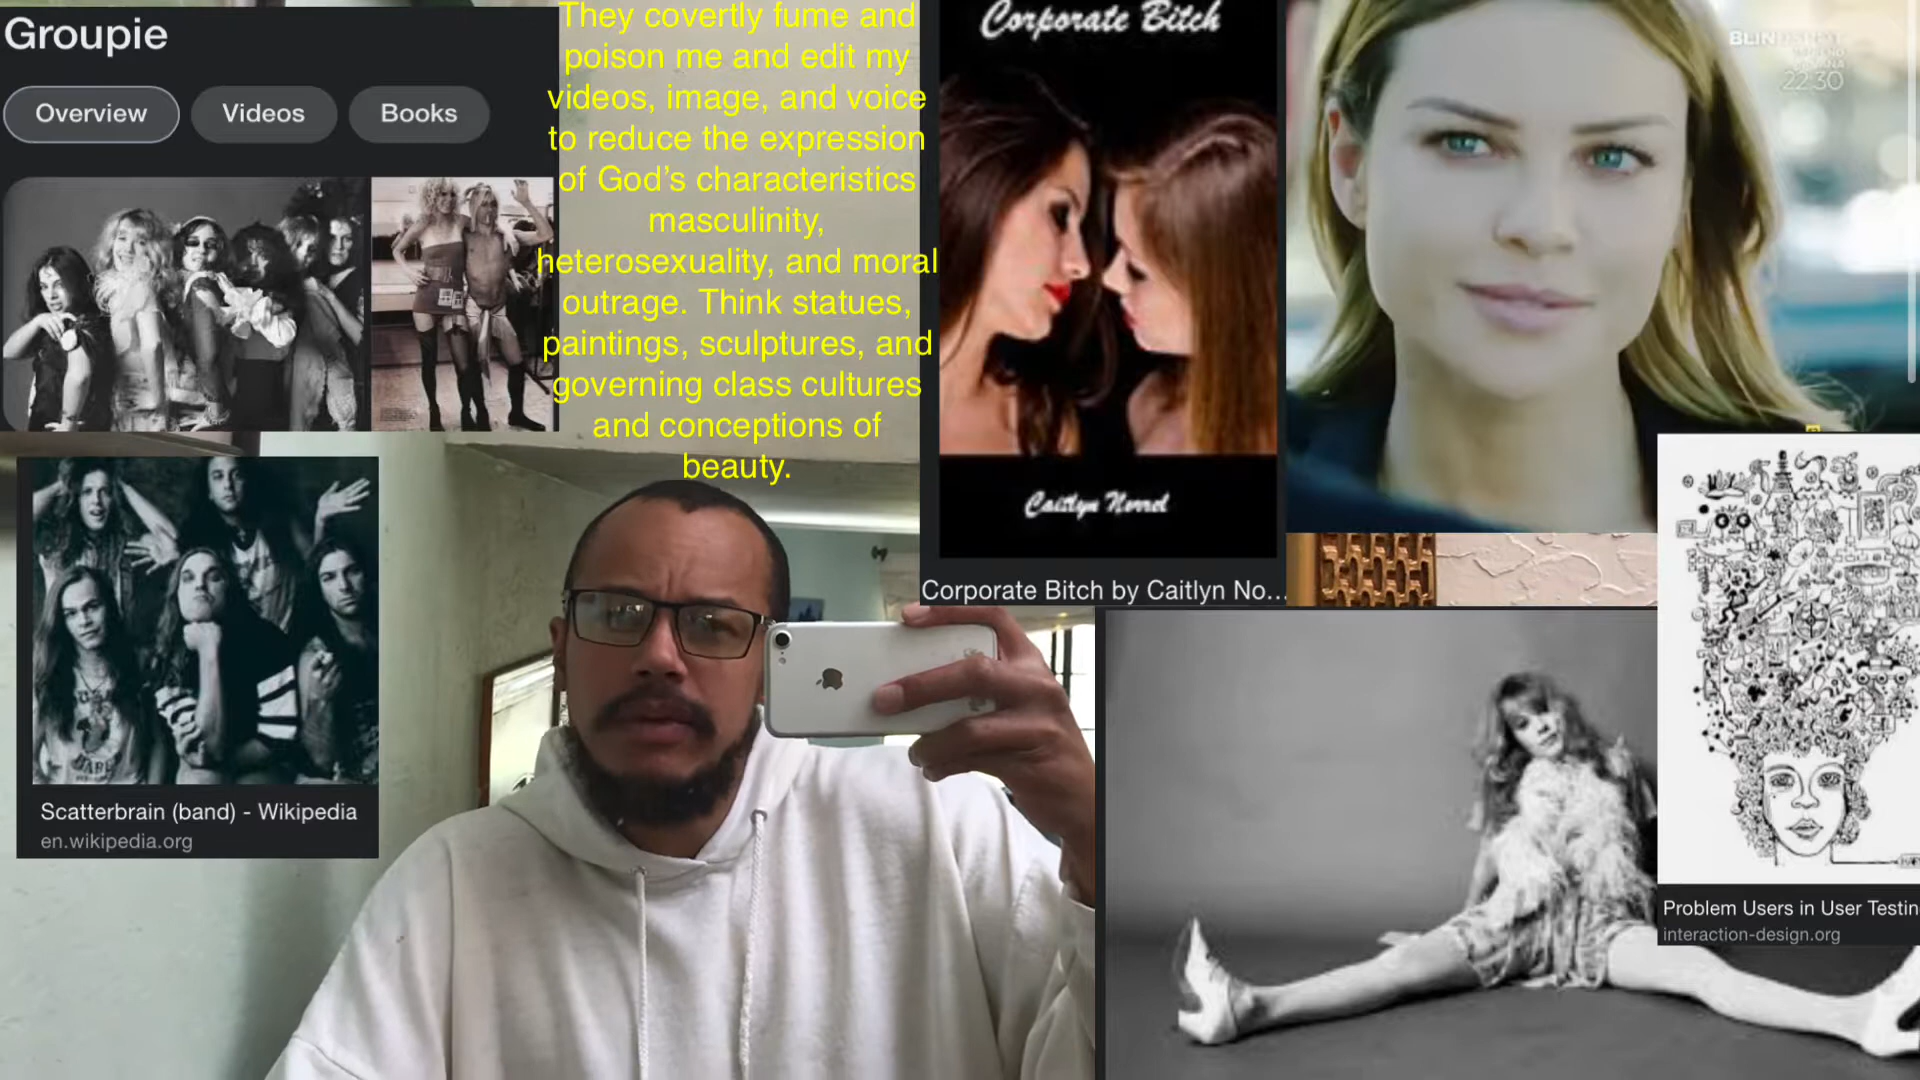 Groupie
Overview
Videos
Books
They covertly fume and
poison me and edit my
videos, image, and voice
to reduce the expression
of God's characteristics
masculinity,
heterosexuality, and moral
outrage. Think statues,
paintings, sculptures, and
governing class cultures
and conceptions of
beauty.
Corporate Bitch
Caitlyn Norrel
Corporate Bitch by Caitlyn No...
22:30
Scatterbrain (band) - Wikipedia
en.wikipedia.org
Problem Users in User Testin
interaction-design.org